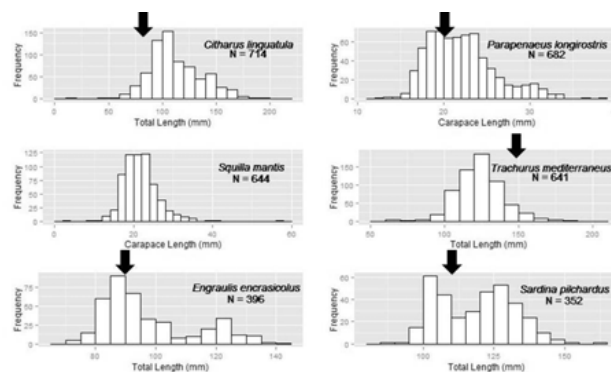 Citharus linguatula
N = 714
Frequency
150
100
50
0
0 50 100 150 200
Total Length (mm)
Parapenaeus longirostris
N = 682
Frequency
60
40
20
0
10 20 30
Carapace Length (mm)
Squilla mantis
N = 644
Frequency
125
100
75
50
25
0
0 20 40 60
Carapace Length (mm)
Trachurus mediterraneus
N = 641
Frequency
150
100
50
0
50 100 150 200
Total Length (mm)
Engraulis encrasicolus
N = 396
Frequency
75
50
25
0
80 100 120 140
Total Length (mm)
Sardina pilchardus
N = 352
Frequency
60
40
20
0
100 125 150
Total Length (mm)